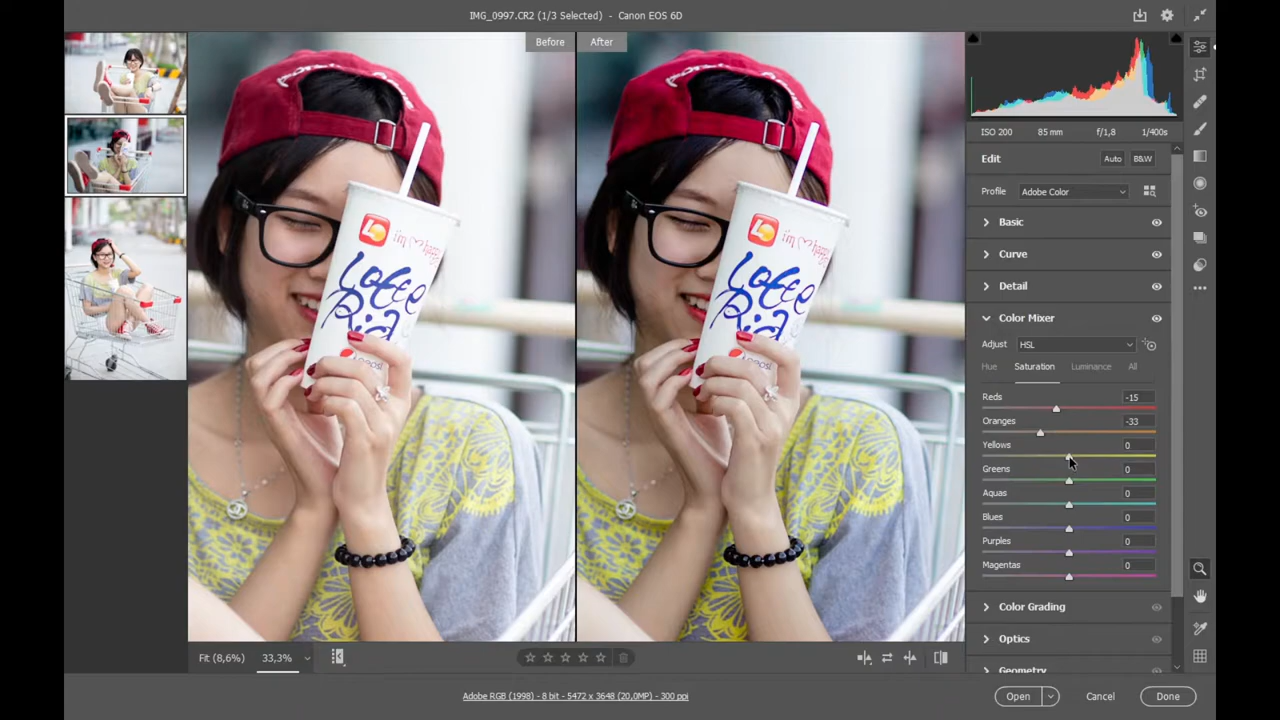 IMG_0997.CR2 (1/3 Selected) - Canon EOS 6D
Before
After
i'm happy
i'm happy
pepsi
ISO 200 85 mm f/1,8 1/400s
Edit Auto B&W
Profile Adobe Color
Basic
Curve
Detail
Color Mixer
Adjust HSL
Hue Saturation Luminance All
Reds -15
Oranges -33
Yellows 0
Greens 0
Aquas 0
Blues 0
Purples 0
Magentas 0
Color Grading
Optics
Geometry
Fit (8,6%) 33,3%
Adobe RGB (1998) - 8 bit - 5472 x 3648 (20,0MP) - 300 ppi
Open Cancel Done